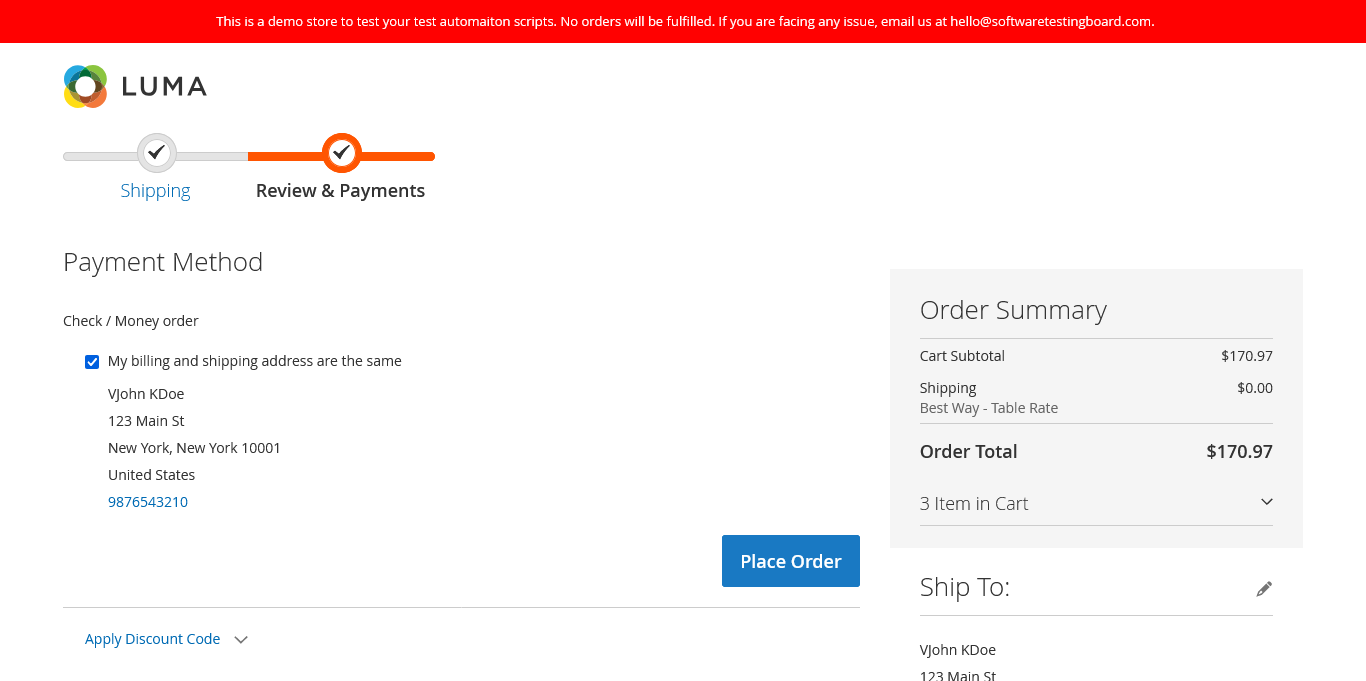 This is a demo store to test your test automaiton scripts. No orders will be fulfilled. If you are facing any issue, email us at hello@softwaretestingboard.com.
LUMA
Shipping
Review & Payments
Payment Method
Check / Money order
My billing and shipping address are the same
VJohn KDoe
123 Main St
New York, New York 10001
United States
9876543210
Place Order
Apply Discount Code
Order Summary
Cart Subtotal $170.97
Shipping $0.00
Best Way - Table Rate
Order Total $170.97
3 Item in Cart
Ship To:
VJohn KDoe
123 Main St